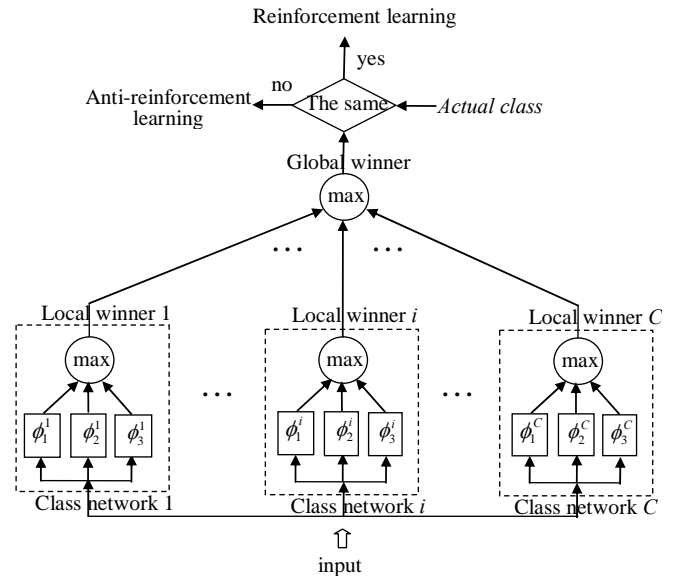 Reinforcement learning
yes
no
Anti-reinforcement
learning
The same
Actual class
Global winner
max
... ...
Local winner 1
Local winner i
Local winner C
max
max
max
... ...
ϕ₁¹ ϕ₂¹ ϕ₃¹
ϕ₁ⁱ ϕ₂ⁱ ϕ₃ⁱ
ϕ₁ᶜ ϕ₂ᶜ ϕ₃ᶜ
Class network 1
Class network i
Class network C
input